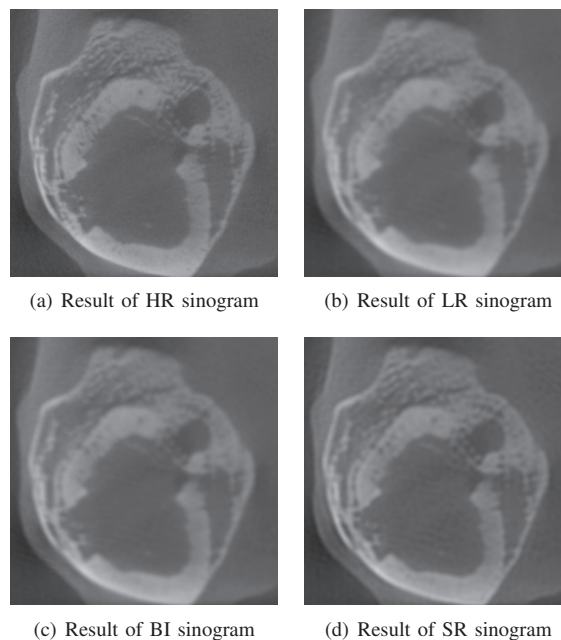 (a) Result of HR sinogram
(b) Result of LR sinogram
(c) Result of BI sinogram
(d) Result of SR sinogram